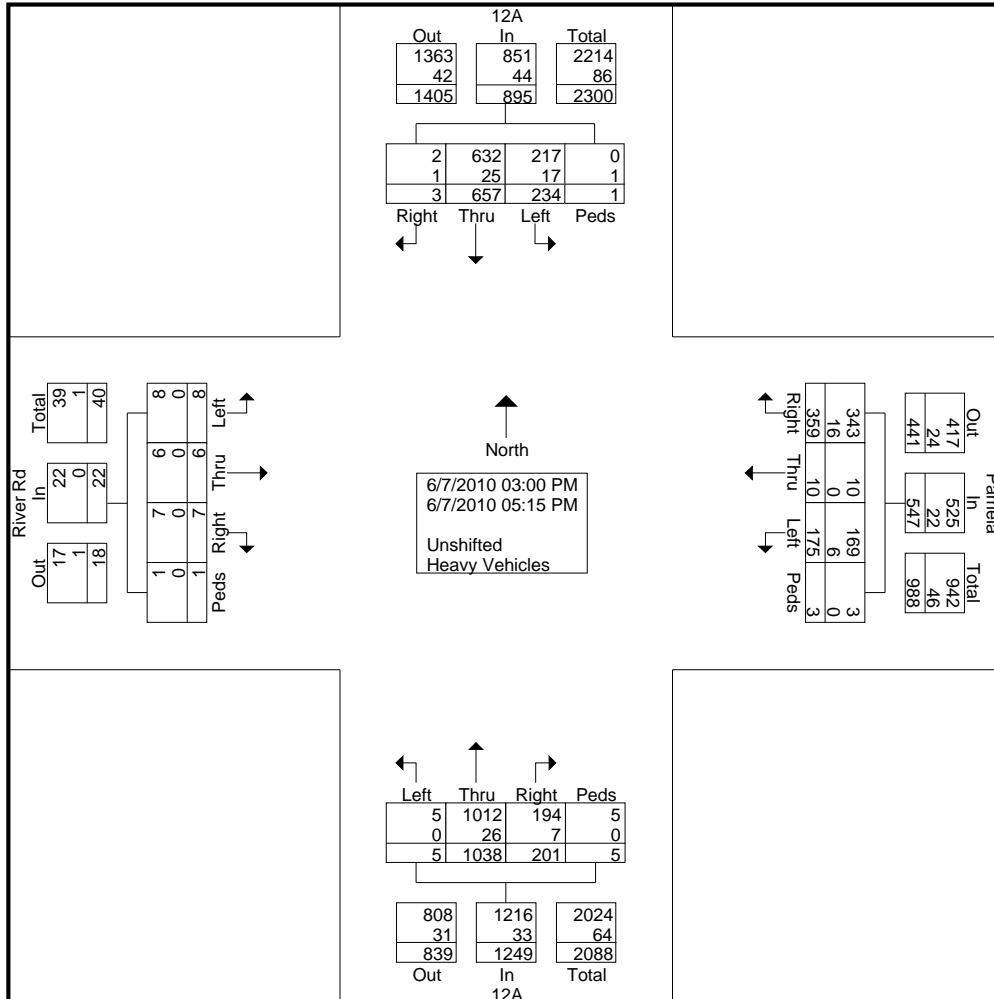 12A
Out In Total
1363 851 2214
42 44 86
1405 895 2300
2 632 217 0
1 25 17 1
3 657 234 1
Right Thru Left Peds
River Rd
Total In Out
39 22 17
1 0 1
40 22 18
8 6 7 1
0 0 0 0
8 6 7 1
Left Thru Right Peds
North
6/7/2010 03:00 PM
6/7/2010 05:15 PM
Unshifted
Heavy Vehicles
Right Thru Left Peds
359 10 175 3
16 0 6 0
343 10 169 3
Out In Total
417 525 942
24 22 46
441 547 988
Pamela
Left Thru Right Peds
5 1012 194 5
0 26 7 0
5 1038 201 5
808 1216 2024
31 33 64
839 1249 2088
Out In Total
12A